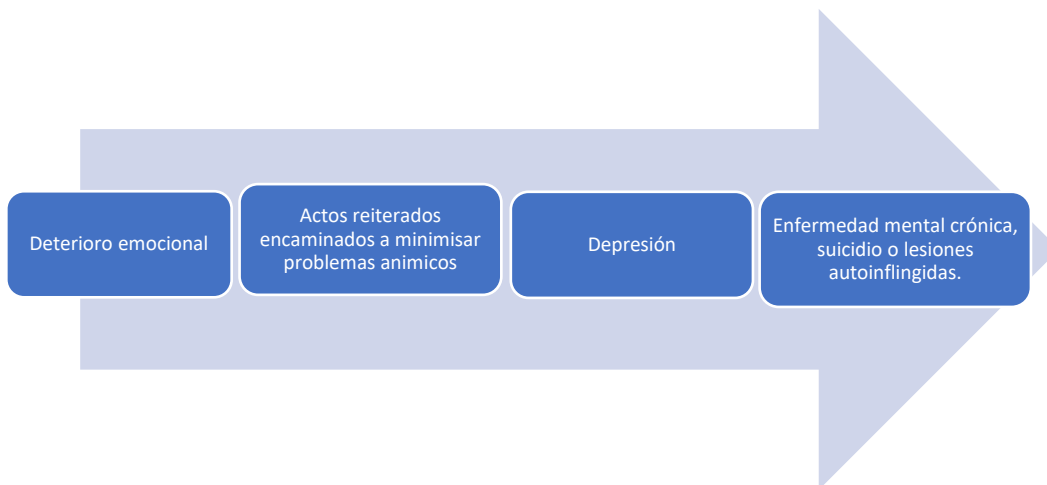 Deterioro emocional
Actos reiterados
encaminados a minimisar
problemas animicos
Depresión
Enfermedad mental crónica,
suicidio o lesiones
autoinflingidas.